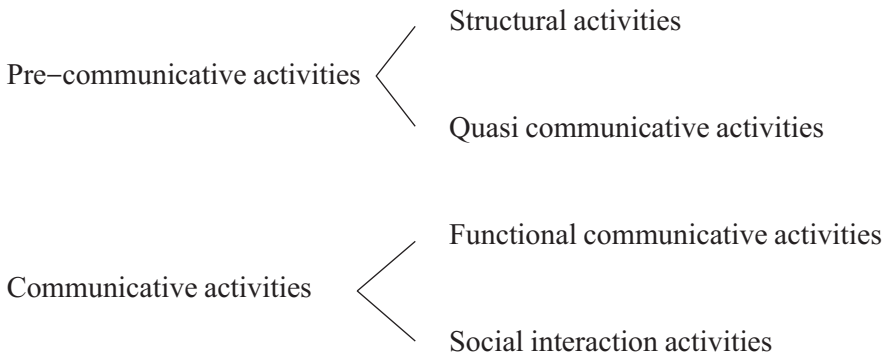 Structural activities
Pre−communicative activities
Quasi communicative activities
Functional communicative activities
Communicative activities
Social interaction activities